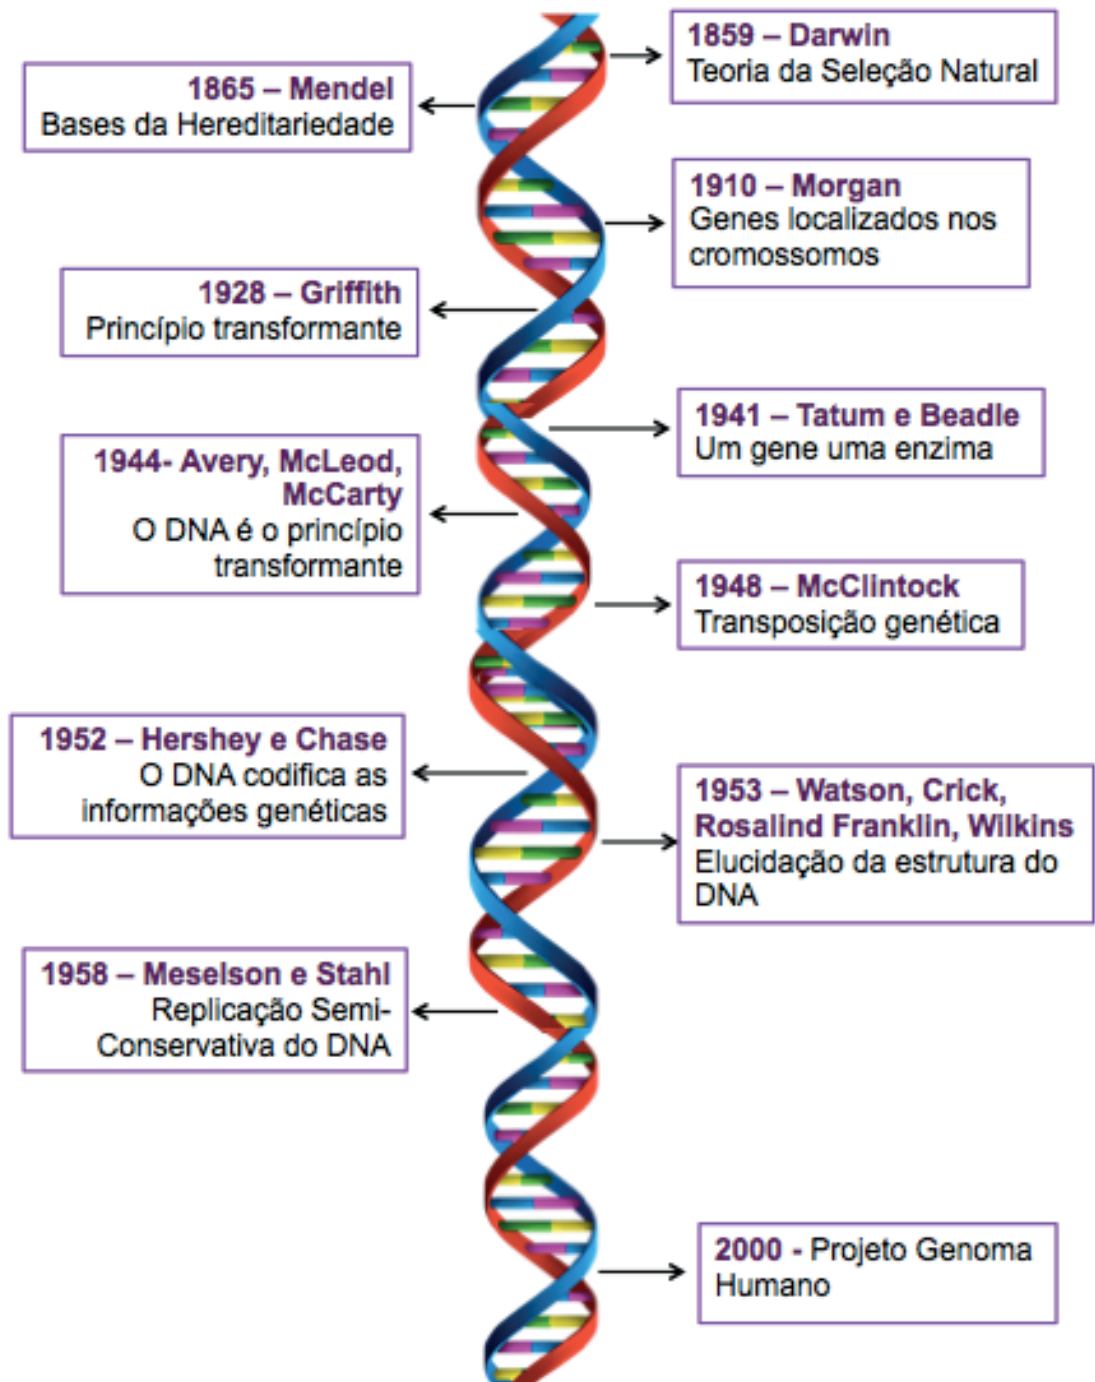 1859 – Darwin
Teoria da Seleção Natural
1865 – Mendel
Bases da Hereditariedade
1910 – Morgan
Genes localizados nos
cromossomos
1928 – Griffith
Princípio transformante
1941 – Tatum e Beadle
Um gene uma enzima
1944- Avery, McLeod,
McCarty
O DNA é o princípio
transformante
1948 – McClintock
Transposição genética
1952 – Hershey e Chase
O DNA codifica as
informações genéticas
1953 – Watson, Crick,
Rosalind Franklin, Wilkins
Elucidação da estrutura do
DNA
1958 – Meselson e Stahl
Replicação Semi-
Conservativa do DNA
2000 - Projeto Genoma
Humano